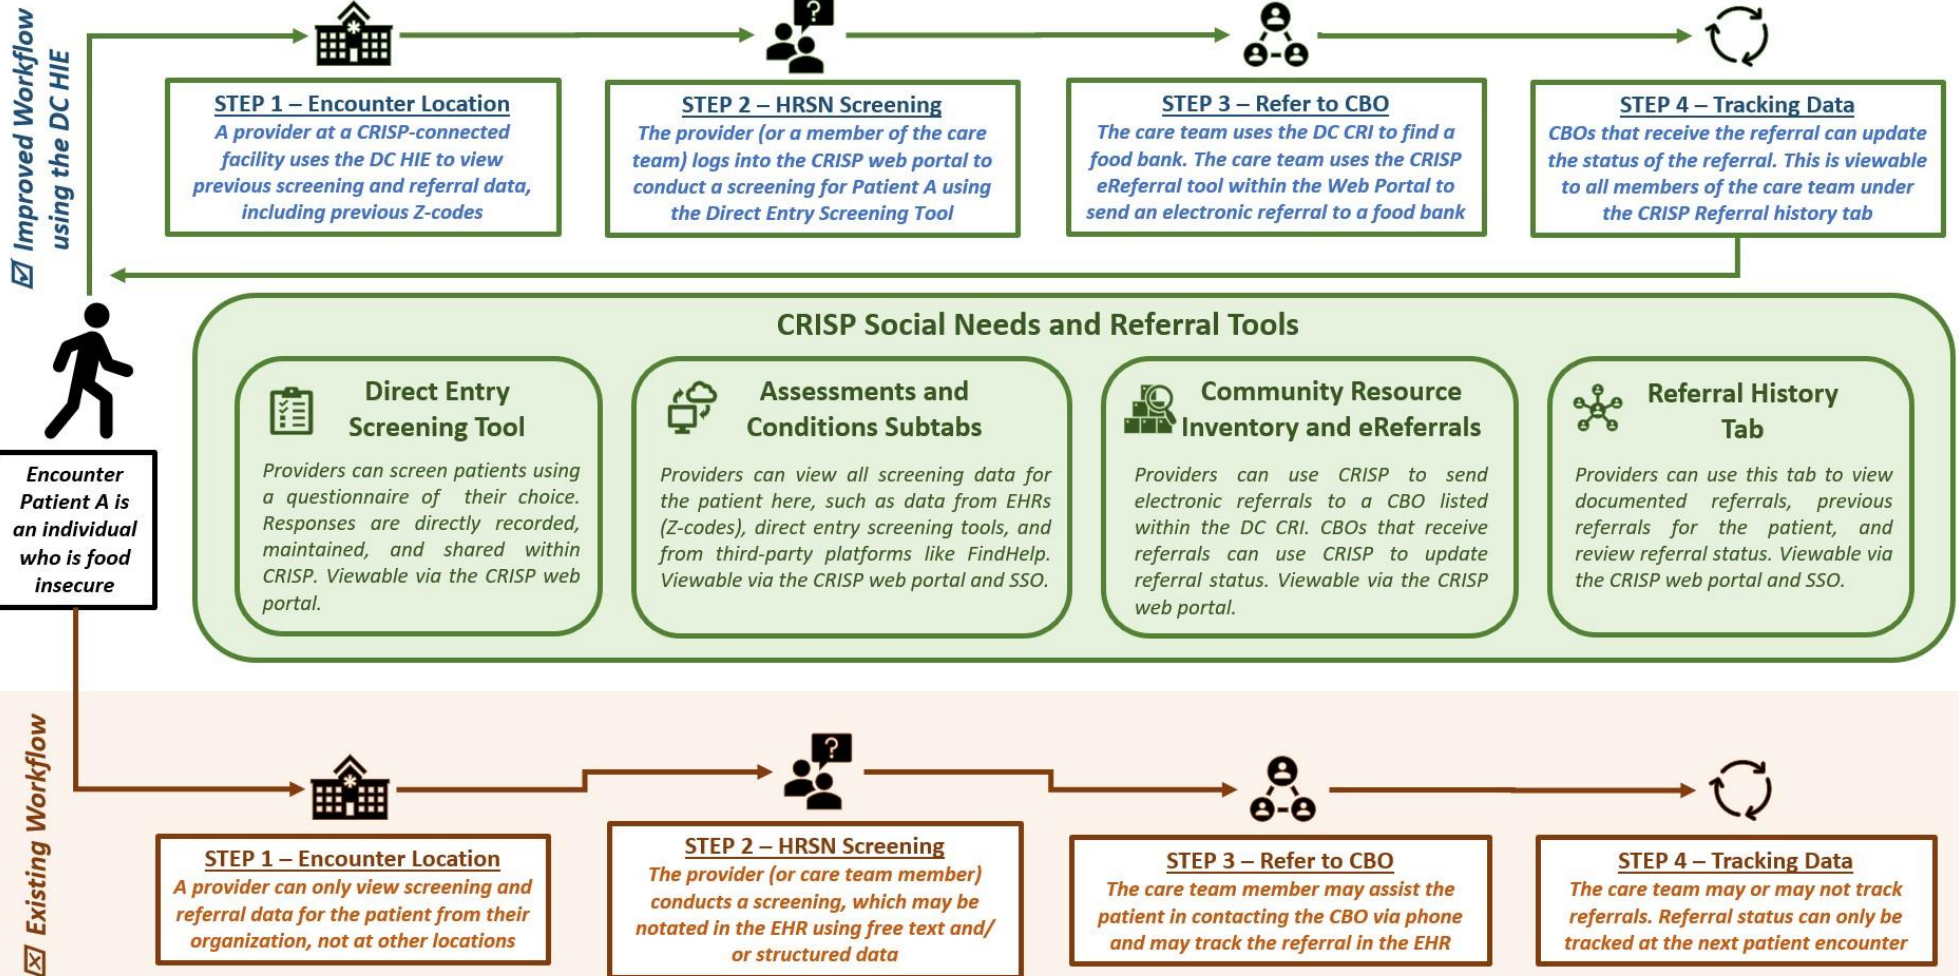 ☑ Improved Workflow
using the DC HIE
STEP 1 – Encounter Location
A provider at a CRISP-connected
facility uses the DC HIE to view
previous screening and referral data,
including previous Z-codes
?
STEP 2 – HRSN Screening
The provider (or a member of the care
team) logs into the CRISP web portal to
conduct a screening for Patient A using
the Direct Entry Screening Tool
STEP 3 – Refer to CBO
The care team uses the DC CRI to find a
food bank. The care team uses the CRISP
eReferral tool within the Web Portal to
send an electronic referral to a food bank
STEP 4 – Tracking Data
CBOs that receive the referral can update
the status of the referral. This is viewable
to all members of the care team under
the CRISP Referral history tab
Encounter
Patient A is
an individual
who is food
insecure
CRISP Social Needs and Referral Tools
Direct Entry
Screening Tool
Providers can screen patients using
a questionnaire of their choice.
Responses are directly recorded,
maintained, and shared within
CRISP. Viewable via the CRISP web
portal.
Assessments and
Conditions Subtabs
Providers can view all screening data for
the patient here, such as data from EHRs
(Z-codes), direct entry screening tools, and
from third-party platforms like FindHelp.
Viewable via the CRISP web portal and SSO.
Community Resource
Inventory and eReferrals
Providers can use CRISP to send
electronic referrals to a CBO listed
within the DC CRI. CBOs that receive
referrals can use CRISP to update
referral status. Viewable via the CRISP
web portal.
Referral History
Tab
Providers can use this tab to view
documented referrals, previous
referrals for the patient, and
review referral status. Viewable via
the CRISP web portal and SSO.
☒ Existing Workflow
STEP 1 – Encounter Location
A provider can only view screening and
referral data for the patient from their
organization, not at other locations
?
STEP 2 – HRSN Screening
The provider (or care team member)
conducts a screening, which may be
notated in the EHR using free text and/
or structured data
STEP 3 – Refer to CBO
The care team member may assist the
patient in contacting the CBO via phone
and may track the referral in the EHR
STEP 4 – Tracking Data
The care team may or may not track
referrals. Referral status can only be
tracked at the next patient encounter